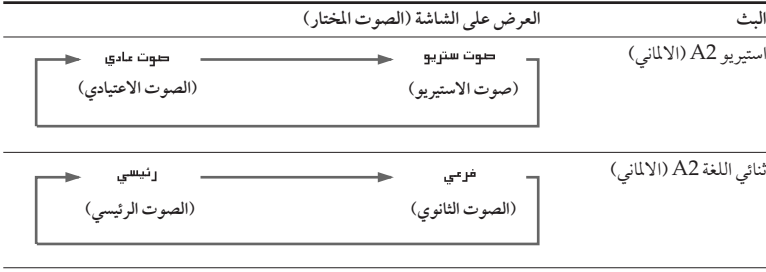 البث العرض على الشاشة (الصوت المختار)
استيريو A2 (الالماني) صوت ستريو صوت عادي
(صوت الاستيريو) (الصوت الاعتيادي)
ثنائي اللغة A2 (الالماني) فرعي رئيسي
(الصوت الثانوي) (الصوت الرئيسي)